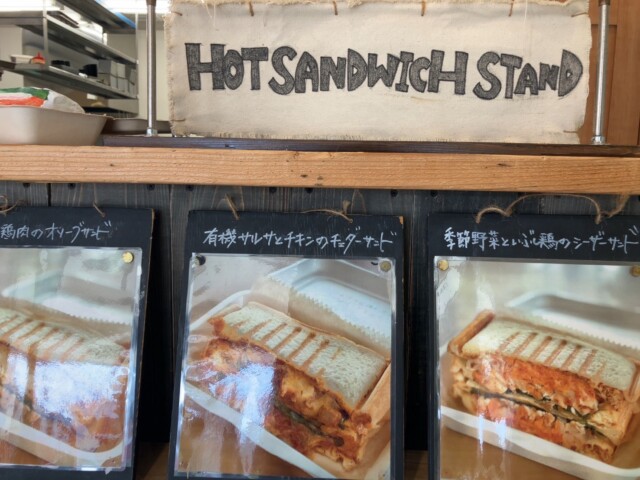 HOT SANDWICH STAND
鶏肉のオリーブサンド
有機サルサとチキンのチェダーサンド
季節野菜といぶし鶏のシーザーサンド